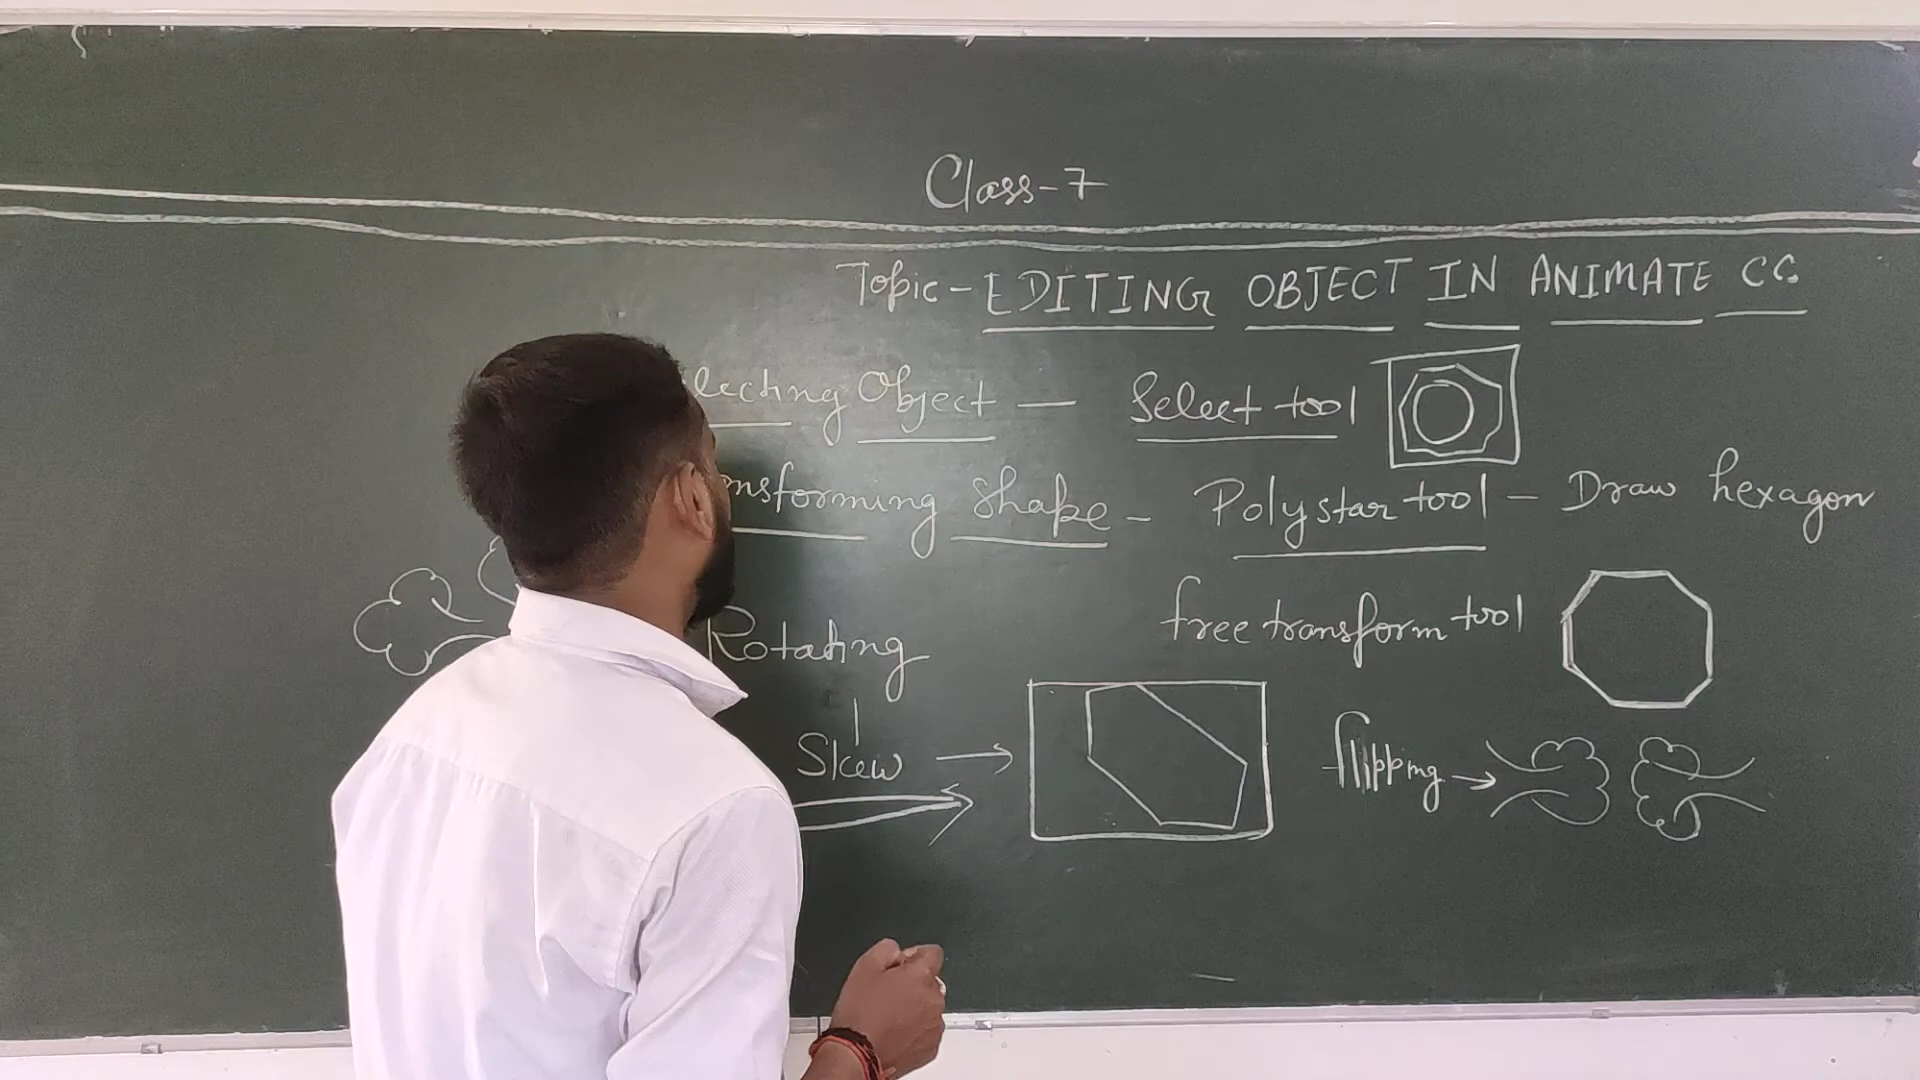 Class-7
Topic - EDITING OBJECT IN ANIMATE CC
lecting Object — Select tool
nsforming Shape - Polystar tool - Draw hexagon
Rotating free transform tool
Skew → flipping →